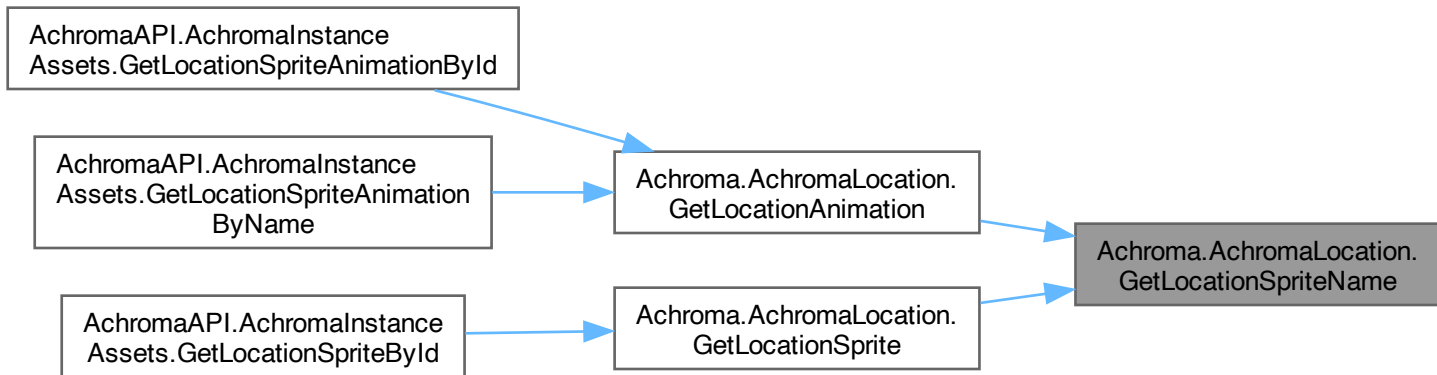 AchromaAPI.AchromaInstance
Assets.GetLocationSpriteAnimationById
AchromaAPI.AchromaInstance
Assets.GetLocationSpriteAnimation
ByName
AchromaAPI.AchromaInstance
Assets.GetLocationSpriteById
Achroma.AchromaLocation.
GetLocationAnimation
Achroma.AchromaLocation.
GetLocationSprite
Achroma.AchromaLocation.
GetLocationSpriteName